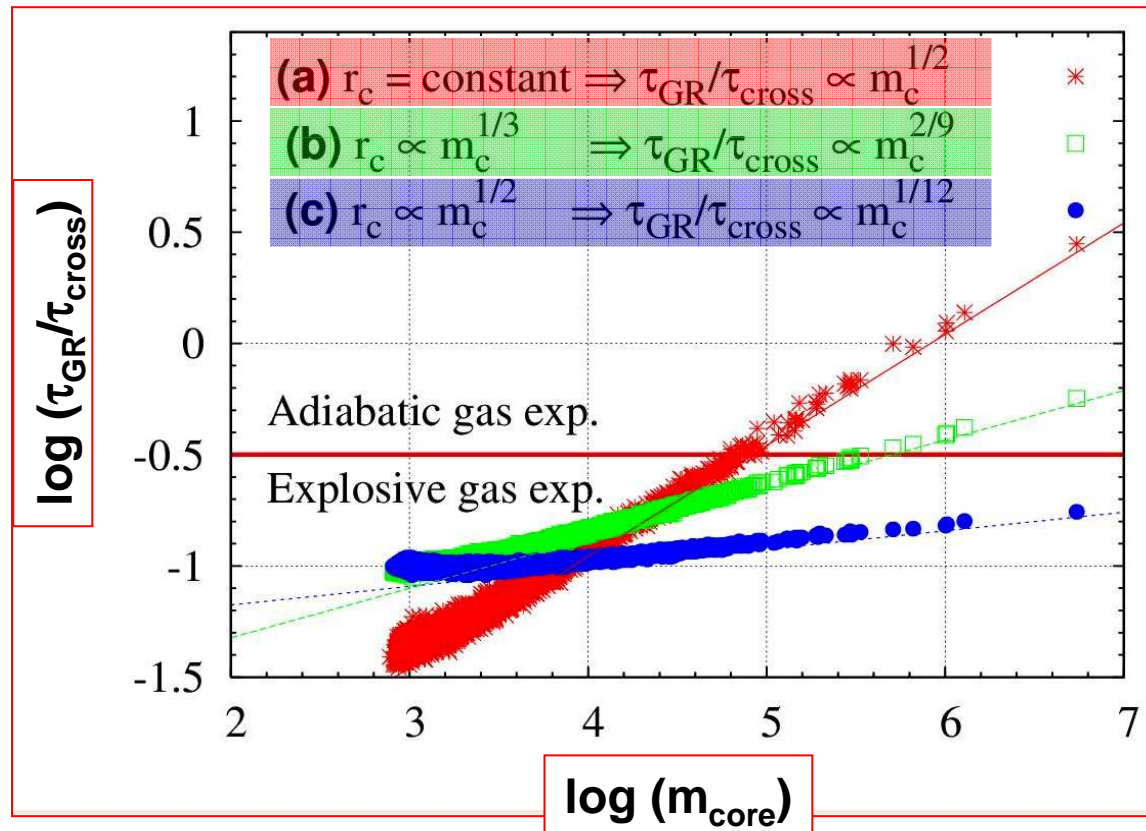 (a) r_c = constant ⇒ τ_GR/τ_cross ∝ m_c^1/2
(b) r_c ∝ m_c^1/3 ⇒ τ_GR/τ_cross ∝ m_c^2/9
(c) r_c ∝ m_c^1/2 ⇒ τ_GR/τ_cross ∝ m_c^1/12
log (τ_GR/τ_cross)
1
0.5
0
Adiabatic gas exp.
-0.5
Explosive gas exp.
-1
-1.5
2 3 4 5 6 7
log (m_core)